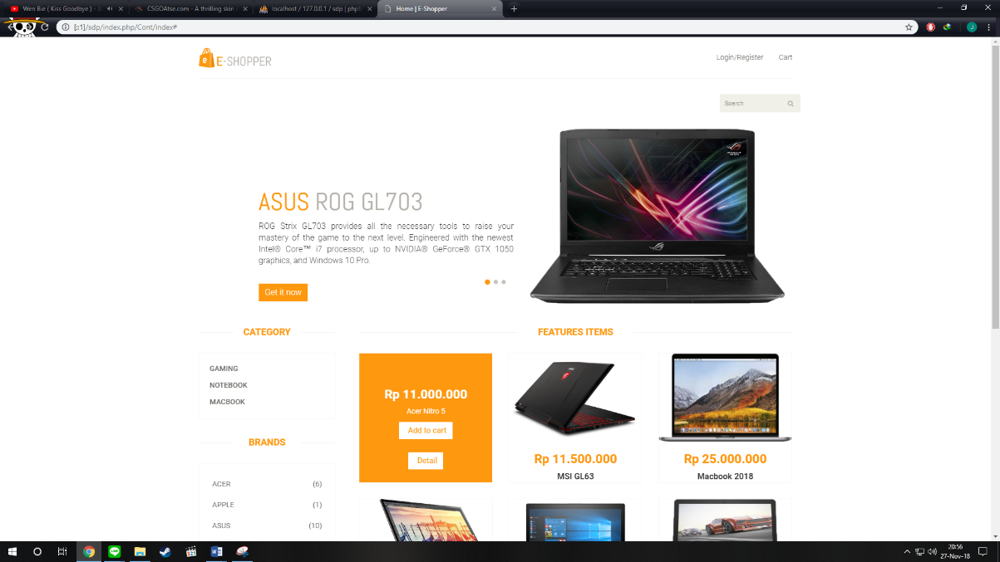 Wen Bie ( Kiss Goodbye ) -
CSGOAtse.com - A thrilling skin
localhost / 127.0.0.1 / sdp | php
Home | E-Shopper
[::1]/sdp/index.php/Cont/index#
J
E-SHOPPER
Login/Register
Cart
Search
ASUS ROG GL703
ROG Strix GL703 provides all the necessary tools to raise your
mastery of the game to the next level. Engineered with the newest
Intel® Core™ i7 processor, up to NVIDIA® GeForce® GTX 1050
graphics, and Windows 10 Pro.
Get it now
CATEGORY
GAMING
NOTEBOOK
MACBOOK
BRANDS
ACER (6)
APPLE (1)
ASUS (10)
FEATURES ITEMS
Rp 11.000.000
Acer Nitro 5
Add to cart
Detail
Rp 11.500.000
MSI GL63
Rp 25.000.000
Macbook 2018
20:56
27-Nov-18